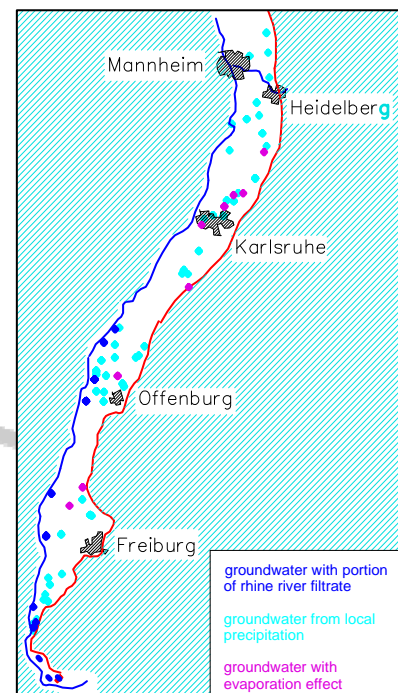 Mannheim
Heidelberg
Karlsruhe
Offenburg
Freiburg
groundwater with portion
of rhine river filtrate
groundwater from local
precipitation
groundwater with
evaporation effect